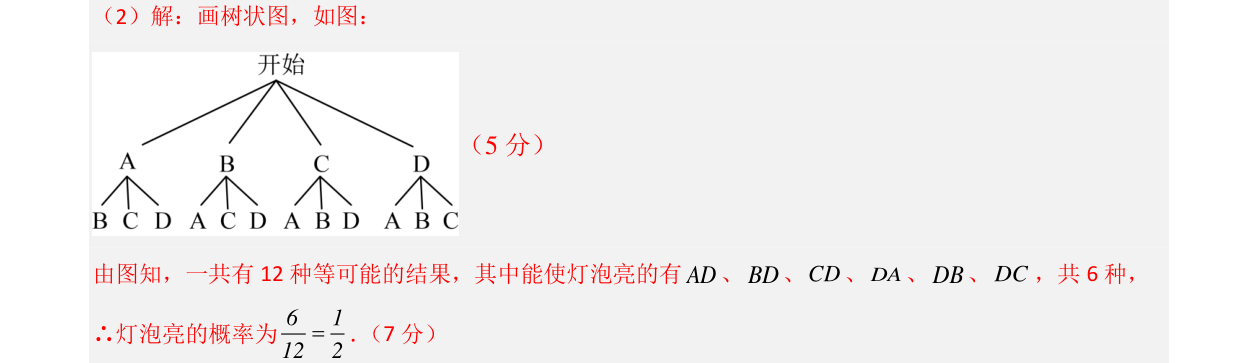 （2）解：画树状图，如图：
开始
（5 分）
A B C D
B C D A C D A B D A B C
由图知，一共有 12 种等可能的结果，其中能使灯泡亮的有 AD 、 BD 、 CD 、 DA 、 DB 、 DC ，共 6 种，
∴灯泡亮的概率为 6/12 = 1/2 .（7 分）